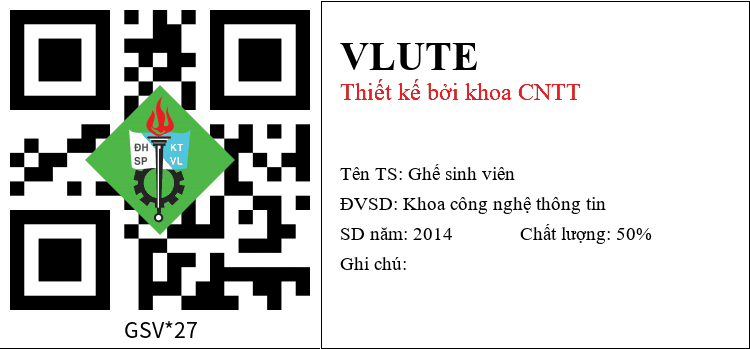 ĐH KT
SP VL
GSV*27
VLUTE
Thiết kế bởi khoa CNTT
Tên TS: Ghế sinh viên
ĐVSD: Khoa công nghệ thông tin
SD năm: 2014 Chất lượng: 50%
Ghi chú: